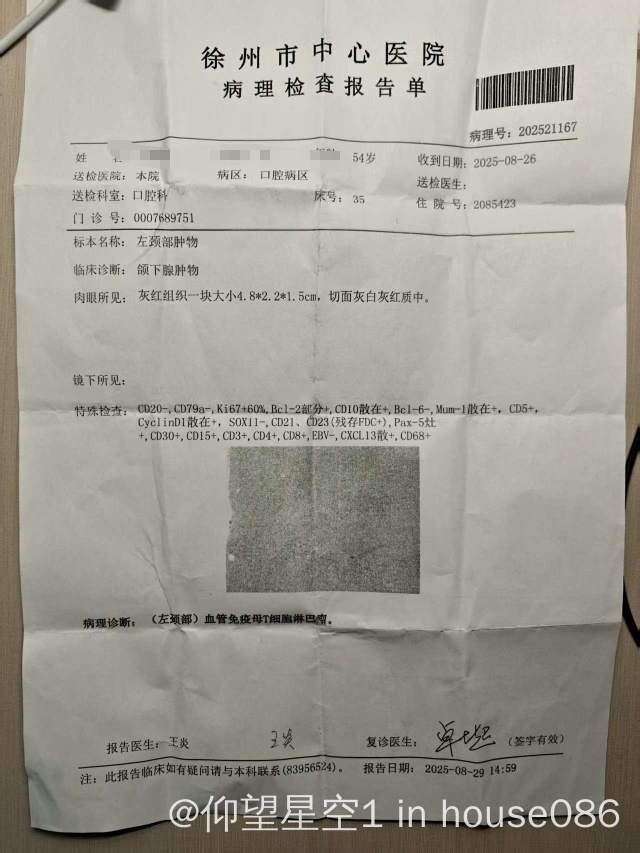 徐州市中心医院
病理检查报告单
病理号: 202521167
姓 54岁 收到日期: 2025-08-26
送检医院: 本院 病区: 口腔病区 送检医生:
送检科室: 口腔科 床号: 35 住 院 号: 2085423
门 诊 号: 0007689751
标本名称: 左颈部肿物
临床诊断: 颌下腺肿物
肉眼所见: 灰红组织一块大小4.8*2.2*1.5cm, 切面灰白灰红质中。
镜下所见:
特殊检查: CD20-,CD79a-,Ki67+60%,Bcl-2部分+,CD10散在+,Bcl-6-,Mum-1散在+, CD5+,
CyclinD1散在+, SOX11-,CD21、CD23(残存FDC+),Pax-5灶
+,CD30+,CD15+,CD3+,CD4+,CD8+,EBV-,CXCL13散+,CD68+
病理诊断: (左颈部)血管免疫母T细胞淋巴瘤。
报告医生: 王炎 王炎 复诊医生: (签字有效)
注: 此报告临床如有疑问请与本科联系(83956524)。 报告日期: 2025-08-29 14:59
@仰望星空1 in house086